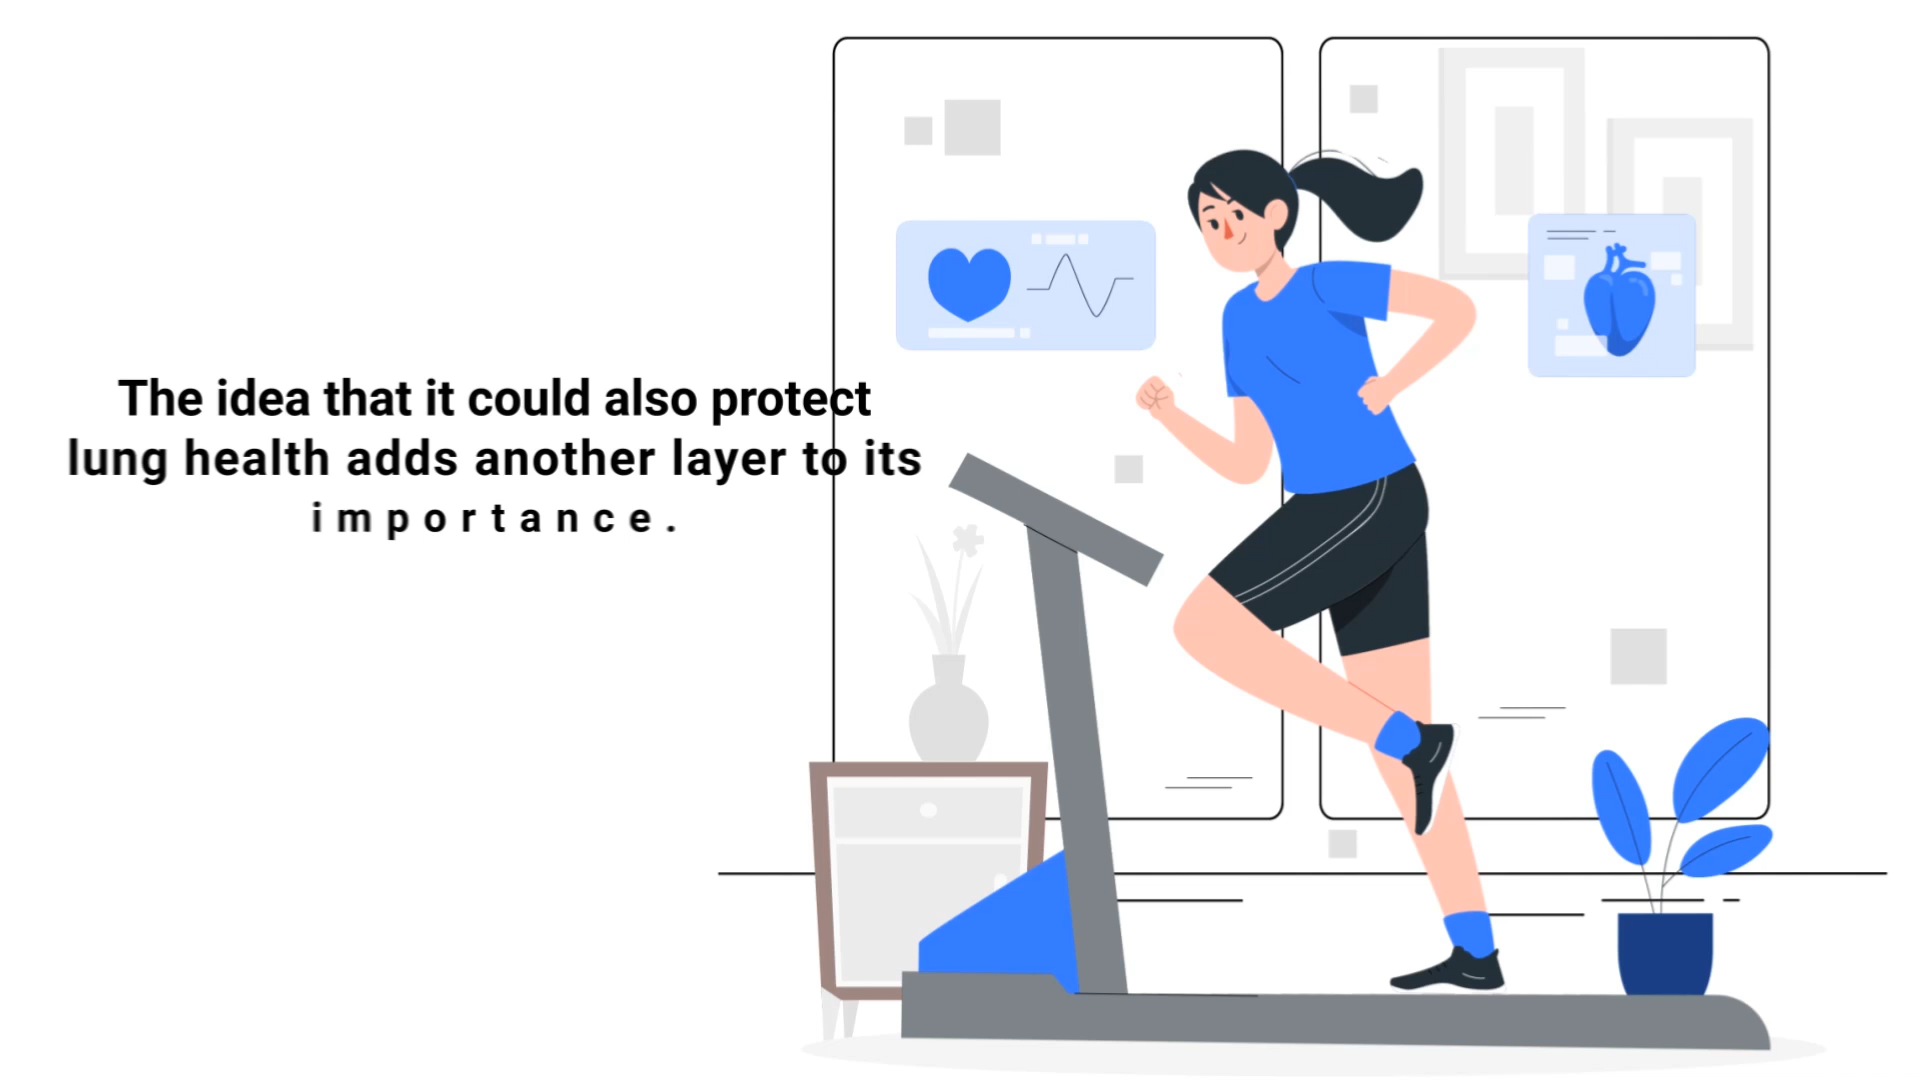 The idea that it could also protect
lung health adds another layer to its
importance.